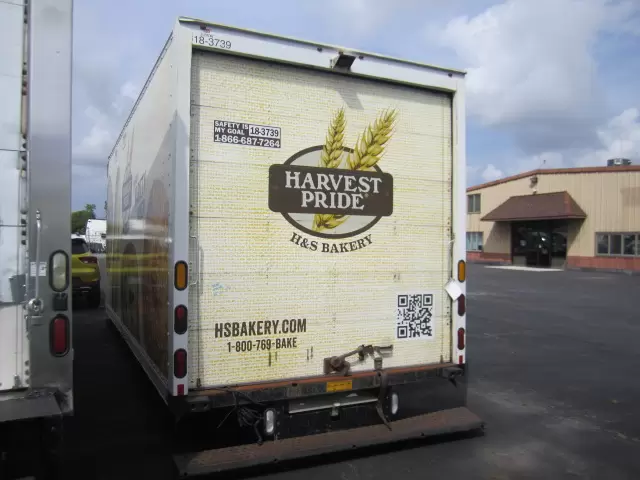 18-3739
SAFETY IS
MY GOAL
18-3739
1-866-687-7264
HARVEST
PRIDE®
H&S BAKERY
HSBAKERY.COM
1-800-769-BAKE